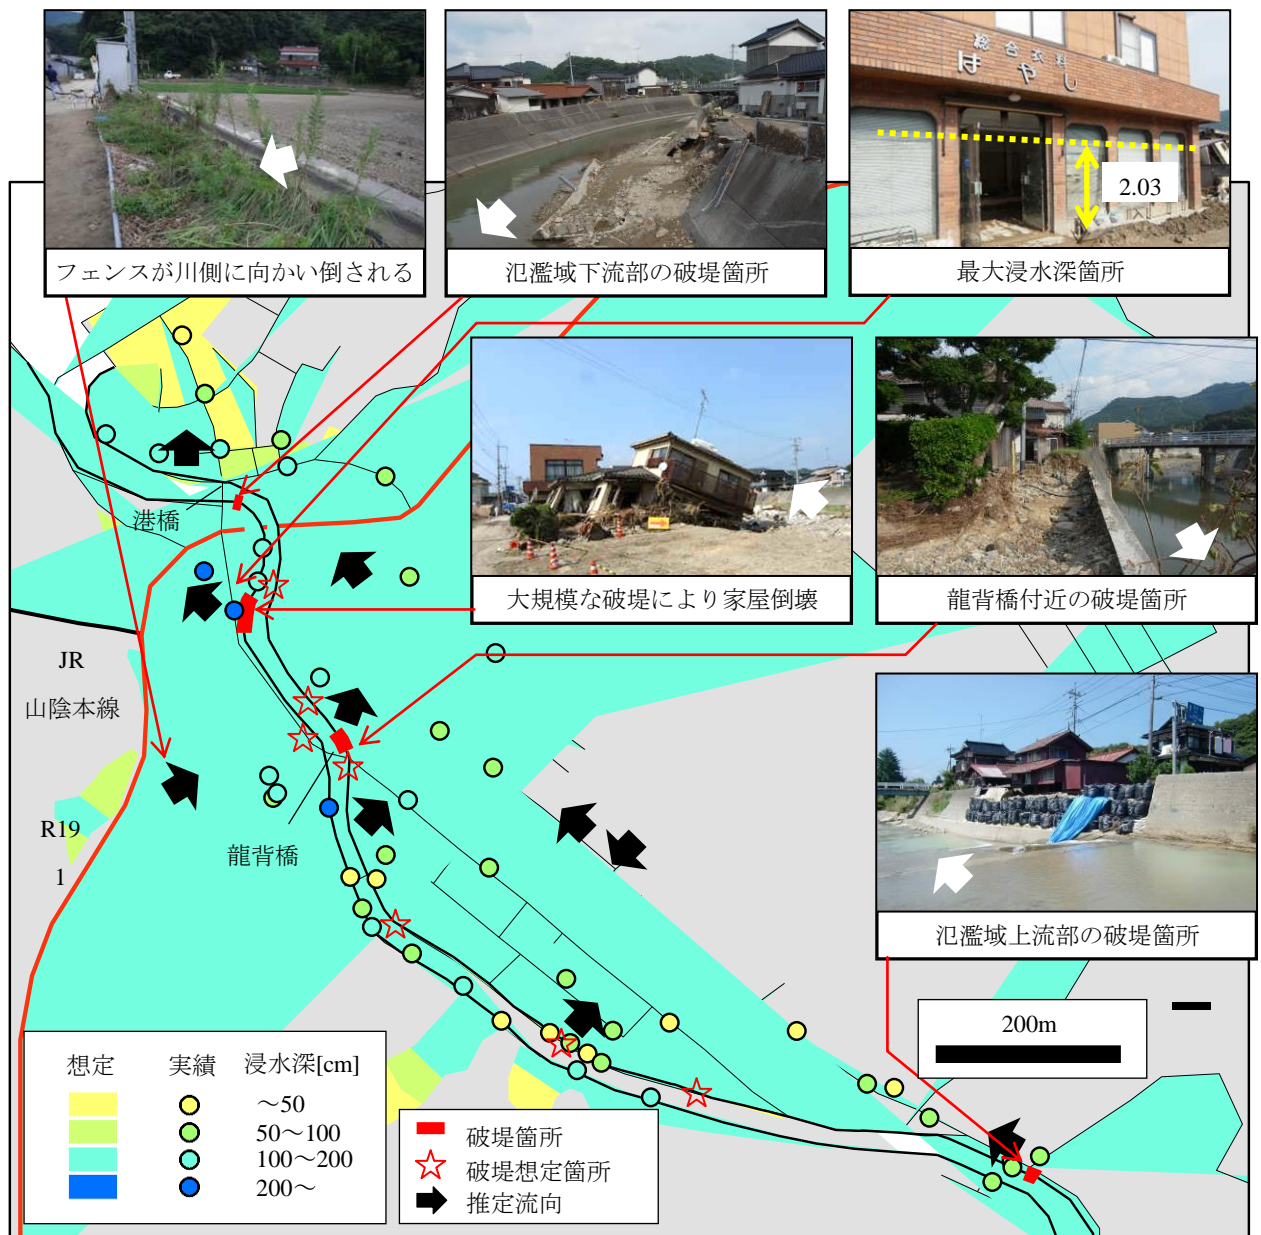 総合衣料
はやし
2.03
フェンスが川側に向かい倒される
氾濫域下流部の破堤箇所
最大浸水深箇所
大規模な破堤により家屋倒壊
龍背橋付近の破堤箇所
港橋
JR
山陰本線
R19
1
龍背橋
氾濫域上流部の破堤箇所
200m
想定 実績 浸水深[cm]
～50
50～100
100～200
200～
破堤箇所
破堤想定箇所
推定流向